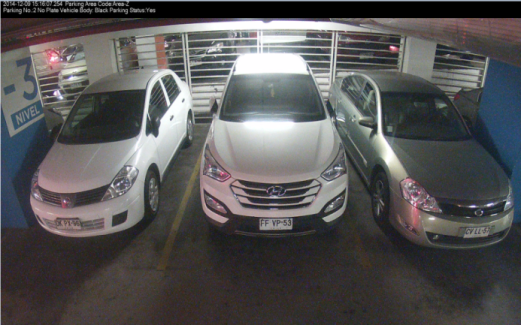 2014-12-09 15:16:07.254 Parking Area Code:Area-Z
Parking No.:2 No Plate Vehicle Body: Black Parking Status:Yes
-3
NIVEL
FF VP-53